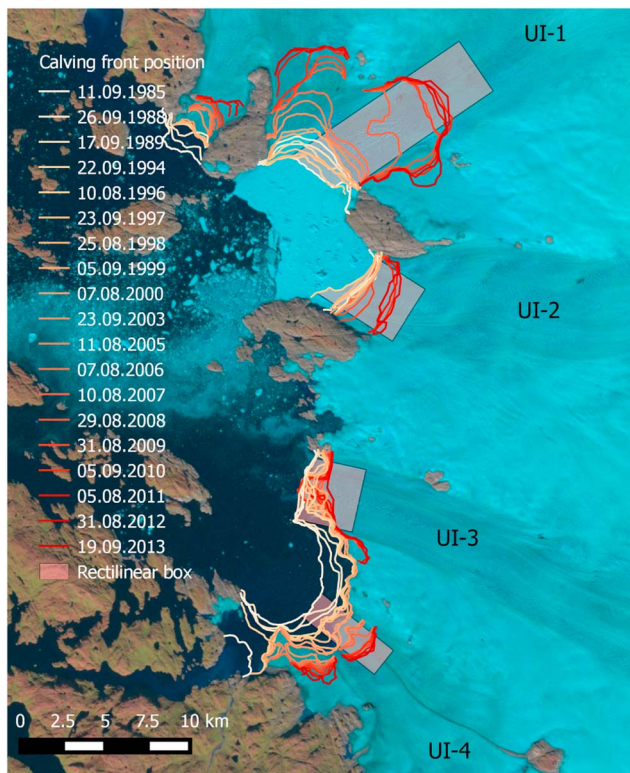 UI-1
Calving front position
11.09.1985
26.09.1988
17.09.1989
22.09.1994
10.08.1996
23.09.1997
25.08.1998
05.09.1999
07.08.2000
23.09.2003
11.08.2005
07.08.2006
10.08.2007
29.08.2008
31.08.2009
05.09.2010
05.08.2011
31.08.2012
19.09.2013
Rectilinear box
UI-2
UI-3
0 2.5 5 7.5 10 km
UI-4